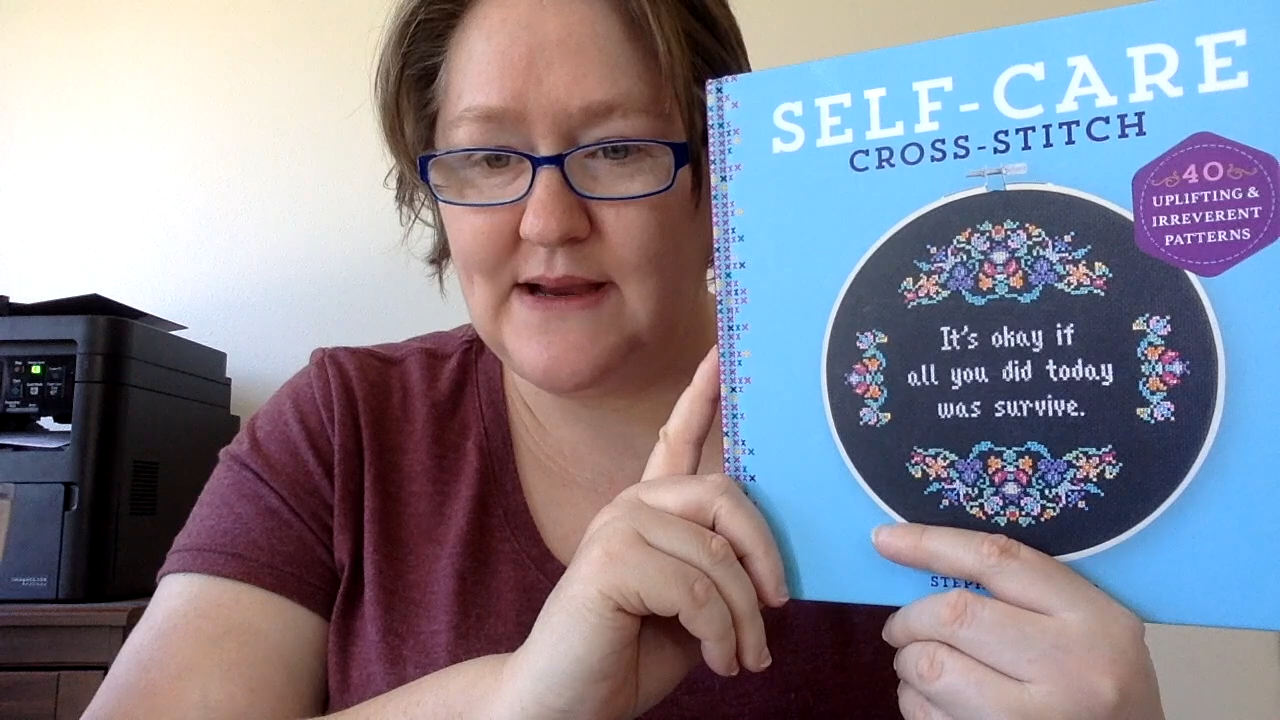 SELF-CARE
CROSS-STITCH
40
UPLIFTING &
IRREVERENT
PATTERNS
It's okay if
all you did today
was survive.